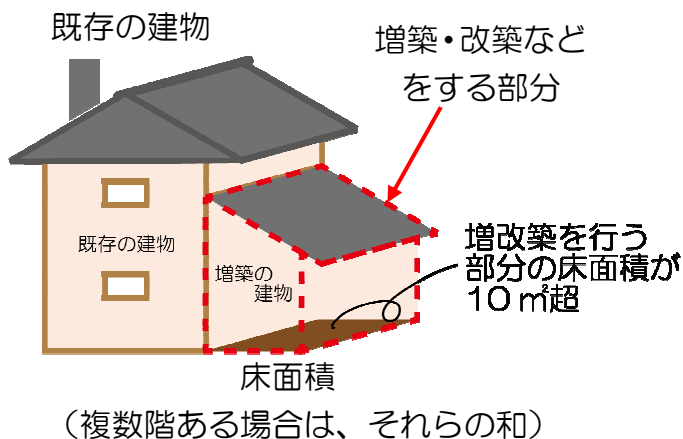 既存の建物
増築・改築など
をする部分
既存の建物
増築の
建物
増改築を行う
部分の床面積が
10㎡超
床面積
（複数階ある場合は、それらの和）